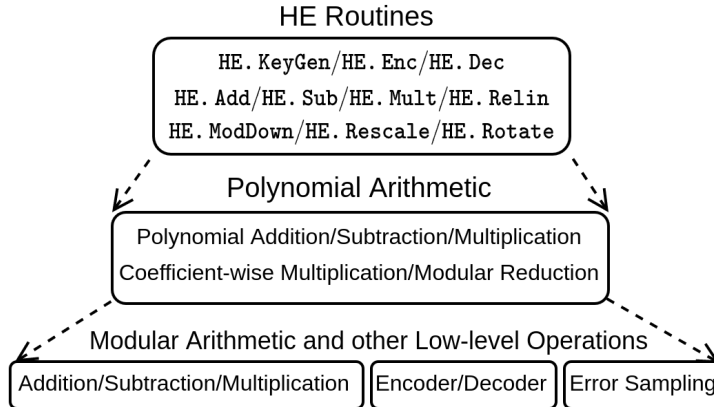 HE Routines
HE.KeyGen/HE.Enc/HE.Dec
HE.Add/HE.Sub/HE.Mult/HE.Relin
HE.ModDown/HE.Rescale/HE.Rotate
Polynomial Arithmetic
Polynomial Addition/Subtraction/Multiplication
Coefficient-wise Multiplication/Modular Reduction
Modular Arithmetic and other Low-level Operations
Addition/Subtraction/Multiplication Encoder/Decoder Error Sampling